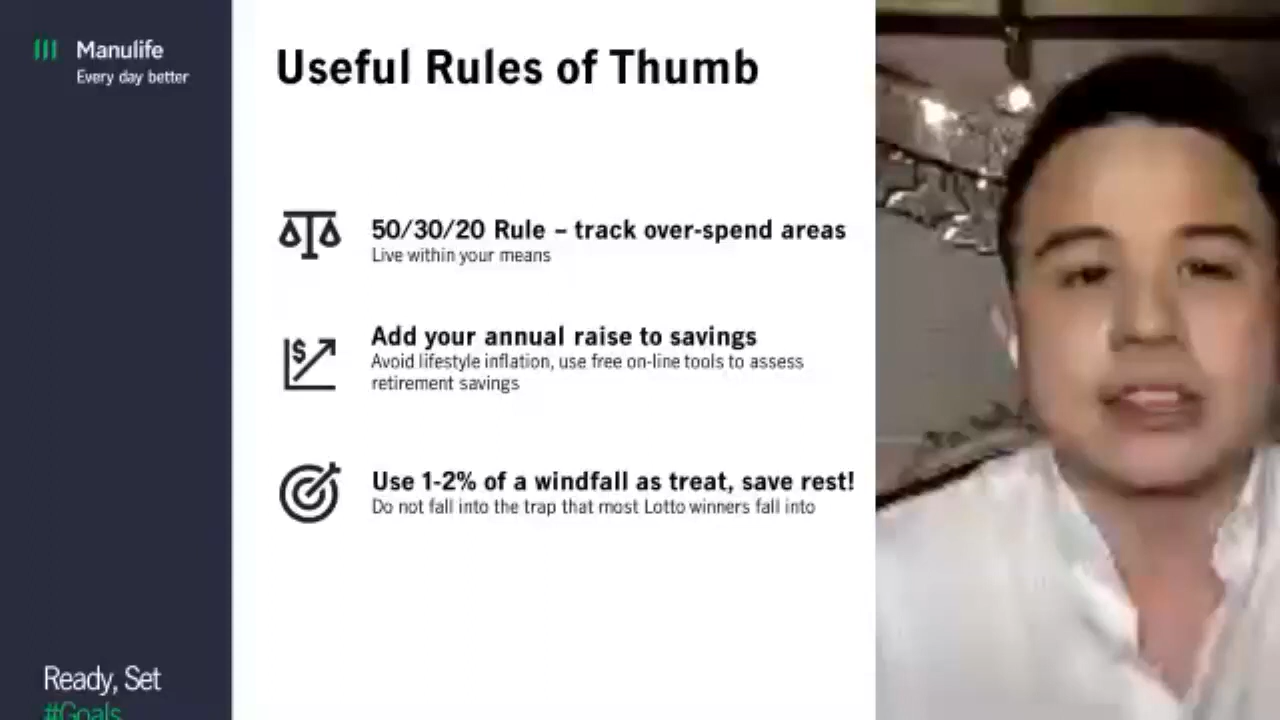 Manulife
Every day better
Useful Rules of Thumb
50/30/20 Rule – track over-spend areas
Live within your means
Add your annual raise to savings
Avoid lifestyle inflation, use free on-line tools to assess
retirement savings
Use 1-2% of a windfall as treat, save rest!
Do not fall into the trap that most Lotto winners fall into
Ready, Set
#Goals